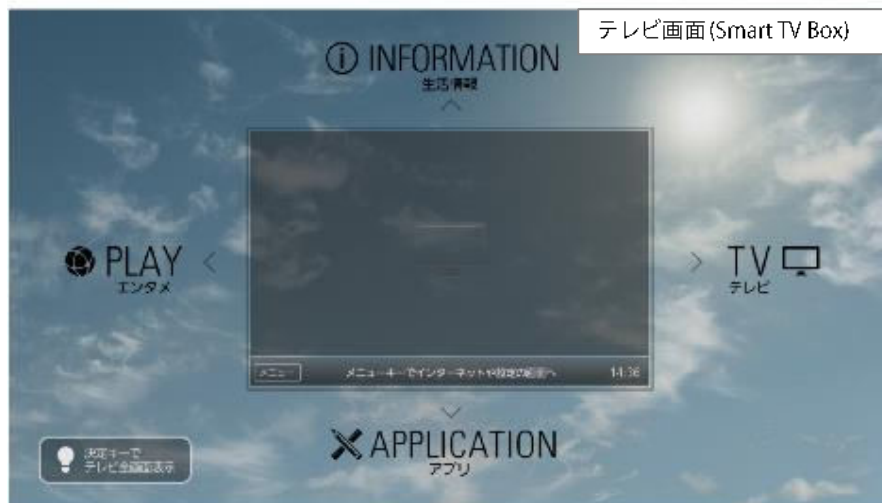 テレビ画面(Smart TV Box)
INFORMATION
生活情報
PLAY
エンタメ
TV
テレビ
メニュー
メニューキーでインターネットや設定の画面へ
14:36
APPLICATION
アプリ
決定キーで
テレビ全画面表示